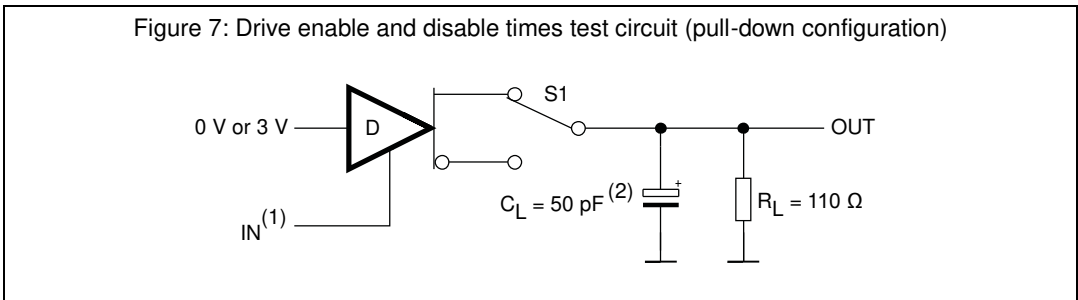 Figure 7: Drive enable and disable times test circuit (pull-down configuration)
S1
0 V or 3 V
D
OUT
+
C_L = 50 pF (2)
R_L = 110 Ω
IN(1)